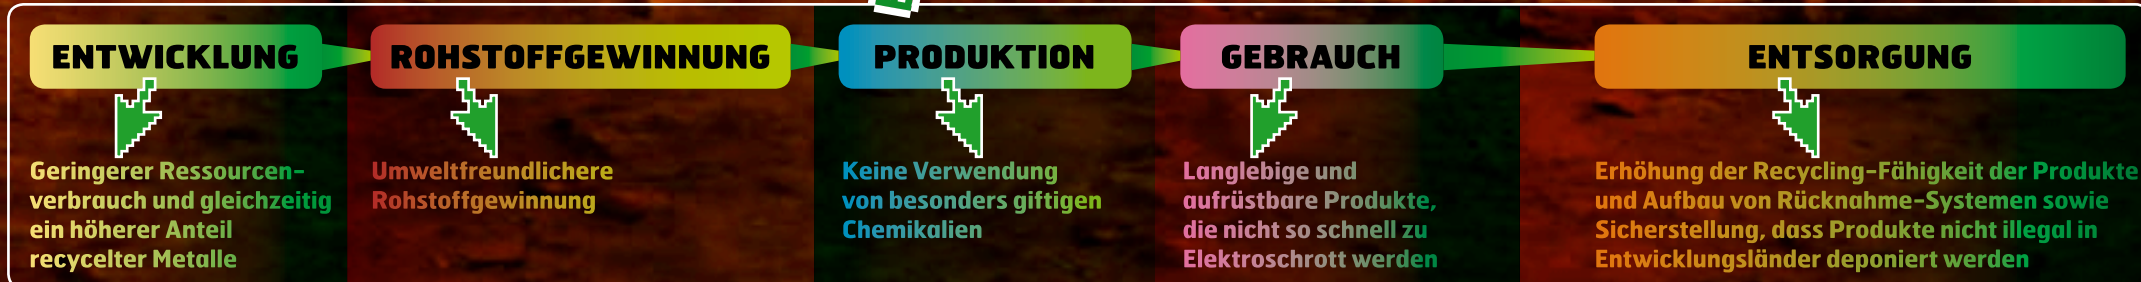 ENTWICKLUNG
Geringerer Ressourcen-
verbrauch und gleichzeitig
ein höherer Anteil
recycelter Metalle
ROHSTOFFGEWINNUNG
Umweltfreundlichere
Rohstoffgewinnung
PRODUKTION
Keine Verwendung
von besonders giftigen
Chemikalien
GEBRAUCH
Langlebige und
aufrüstbare Produkte,
die nicht so schnell zu
Elektroschrott werden
ENTSORGUNG
Erhöhung der Recycling-Fähigkeit der Produkte
und Aufbau von Rücknahme-Systemen sowie
Sicherstellung, dass Produkte nicht illegal in
Entwicklungsländer deponiert werden